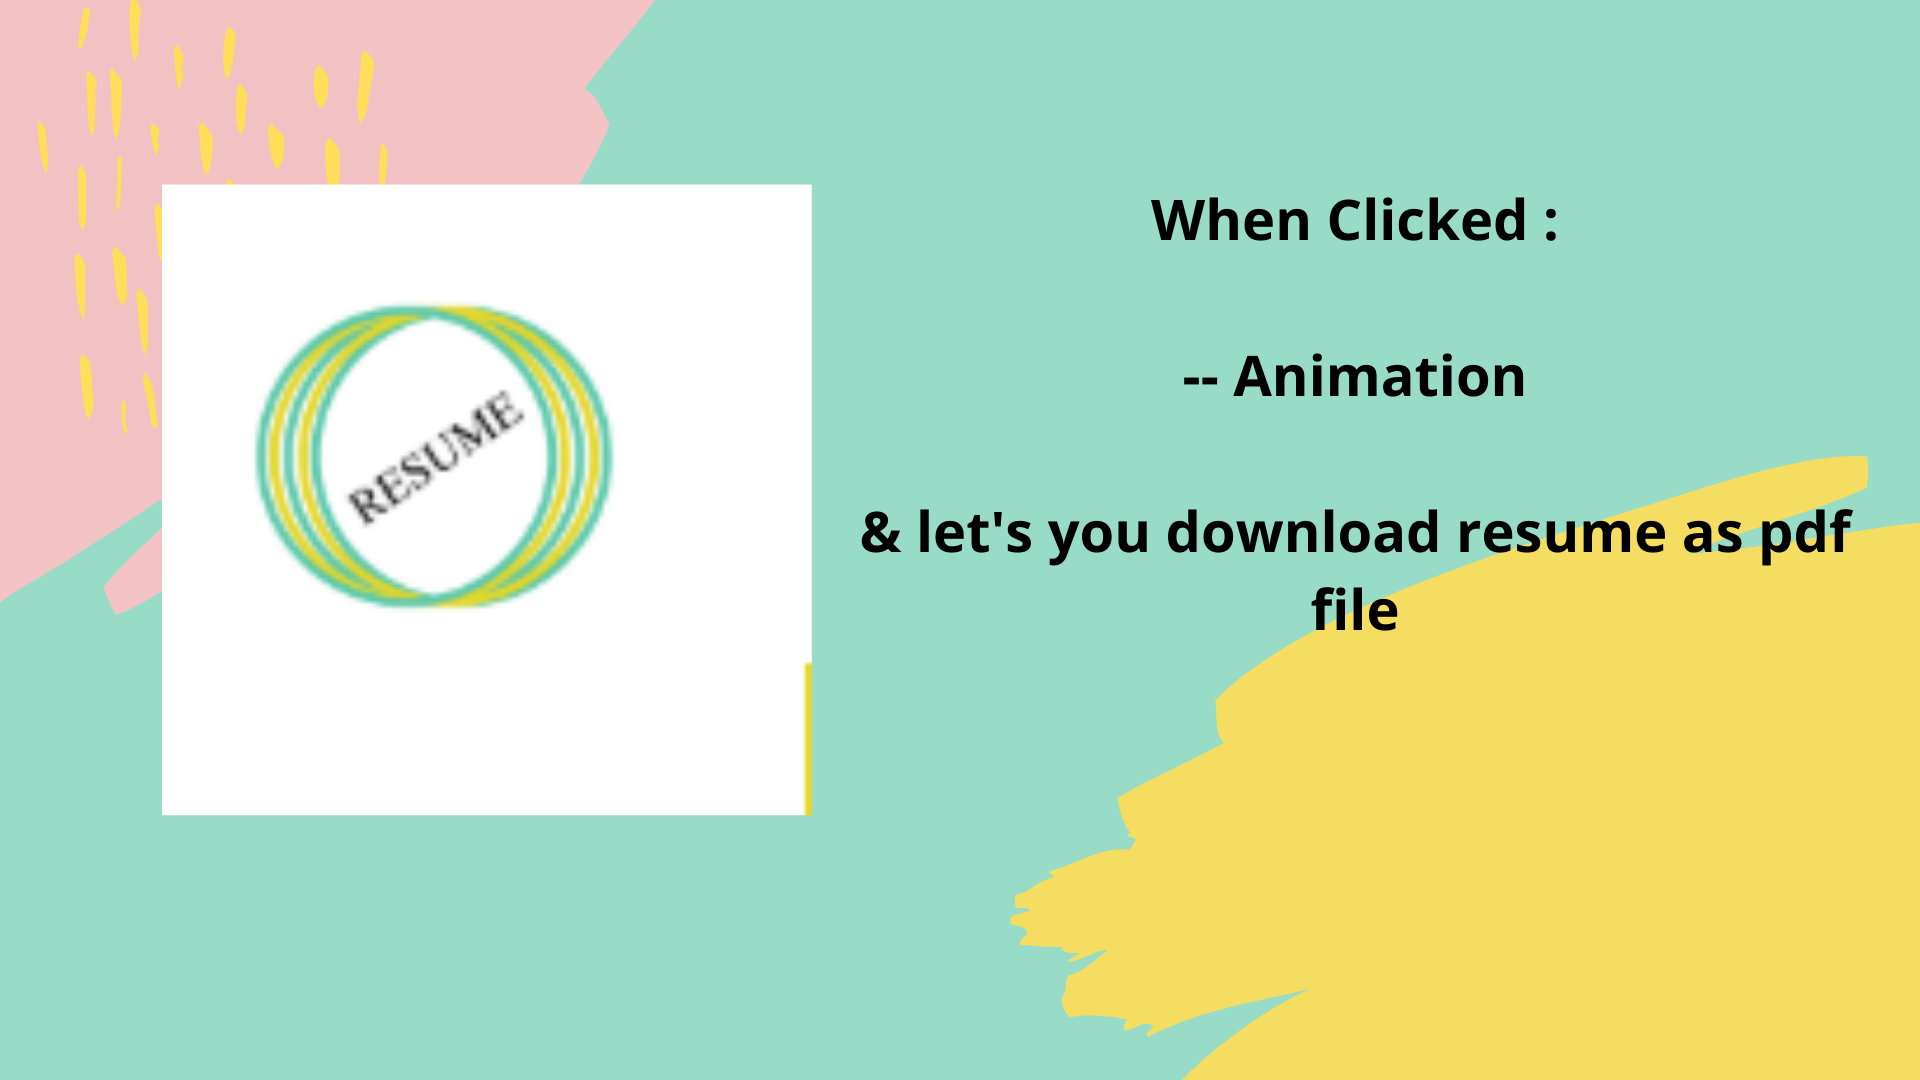 RESUME
When Clicked :
-- Animation
& let's you download resume as pdf
file